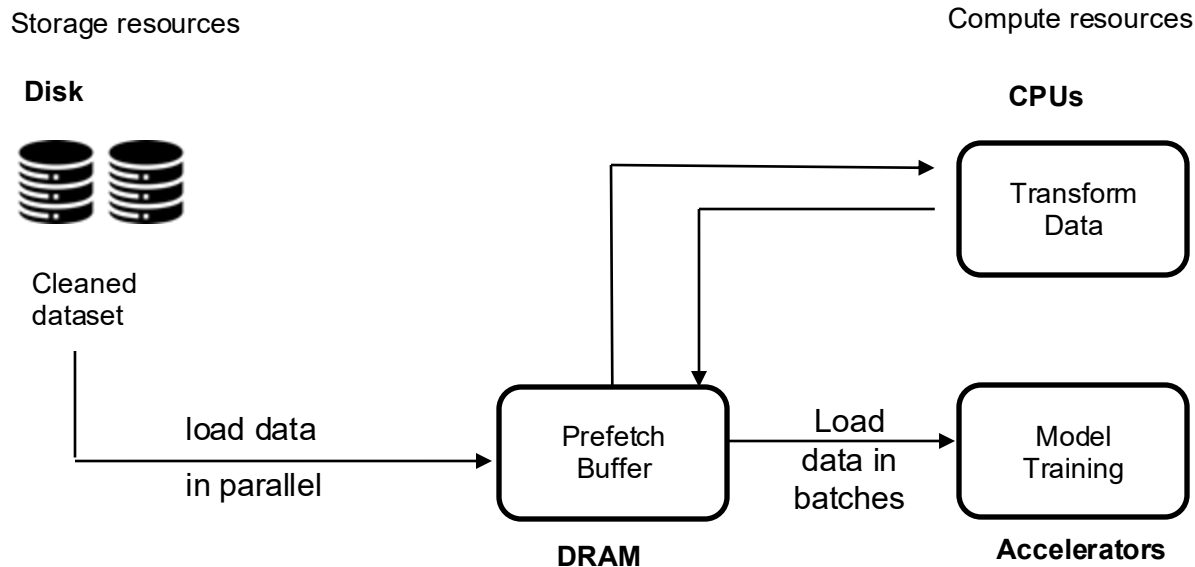 Storage resources
Compute resources
Disk
CPUs
Transform
Data
Cleaned
dataset
load data
in parallel
Prefetch
Buffer
Load
data in
batches
Model
Training
DRAM
Accelerators